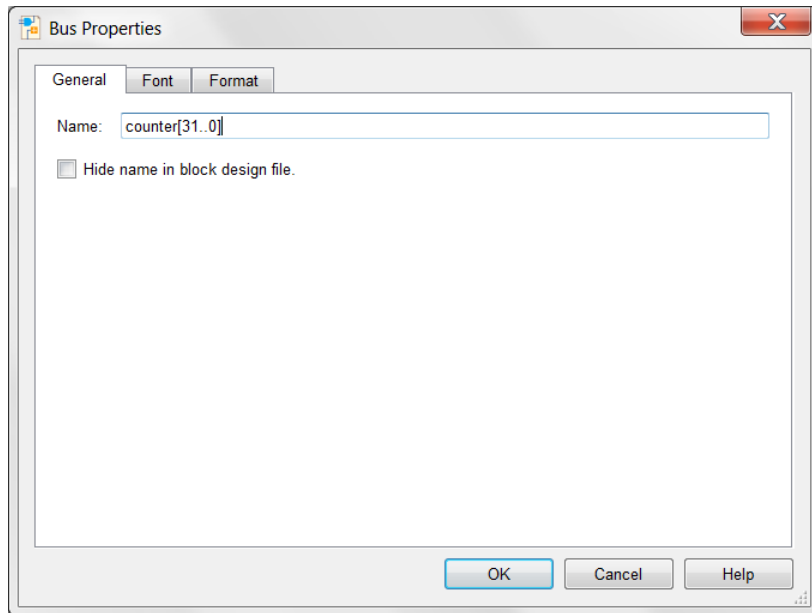 Bus Properties
General Font Format
Name: counter[31..0]
Hide name in block design file.
OK Cancel Help